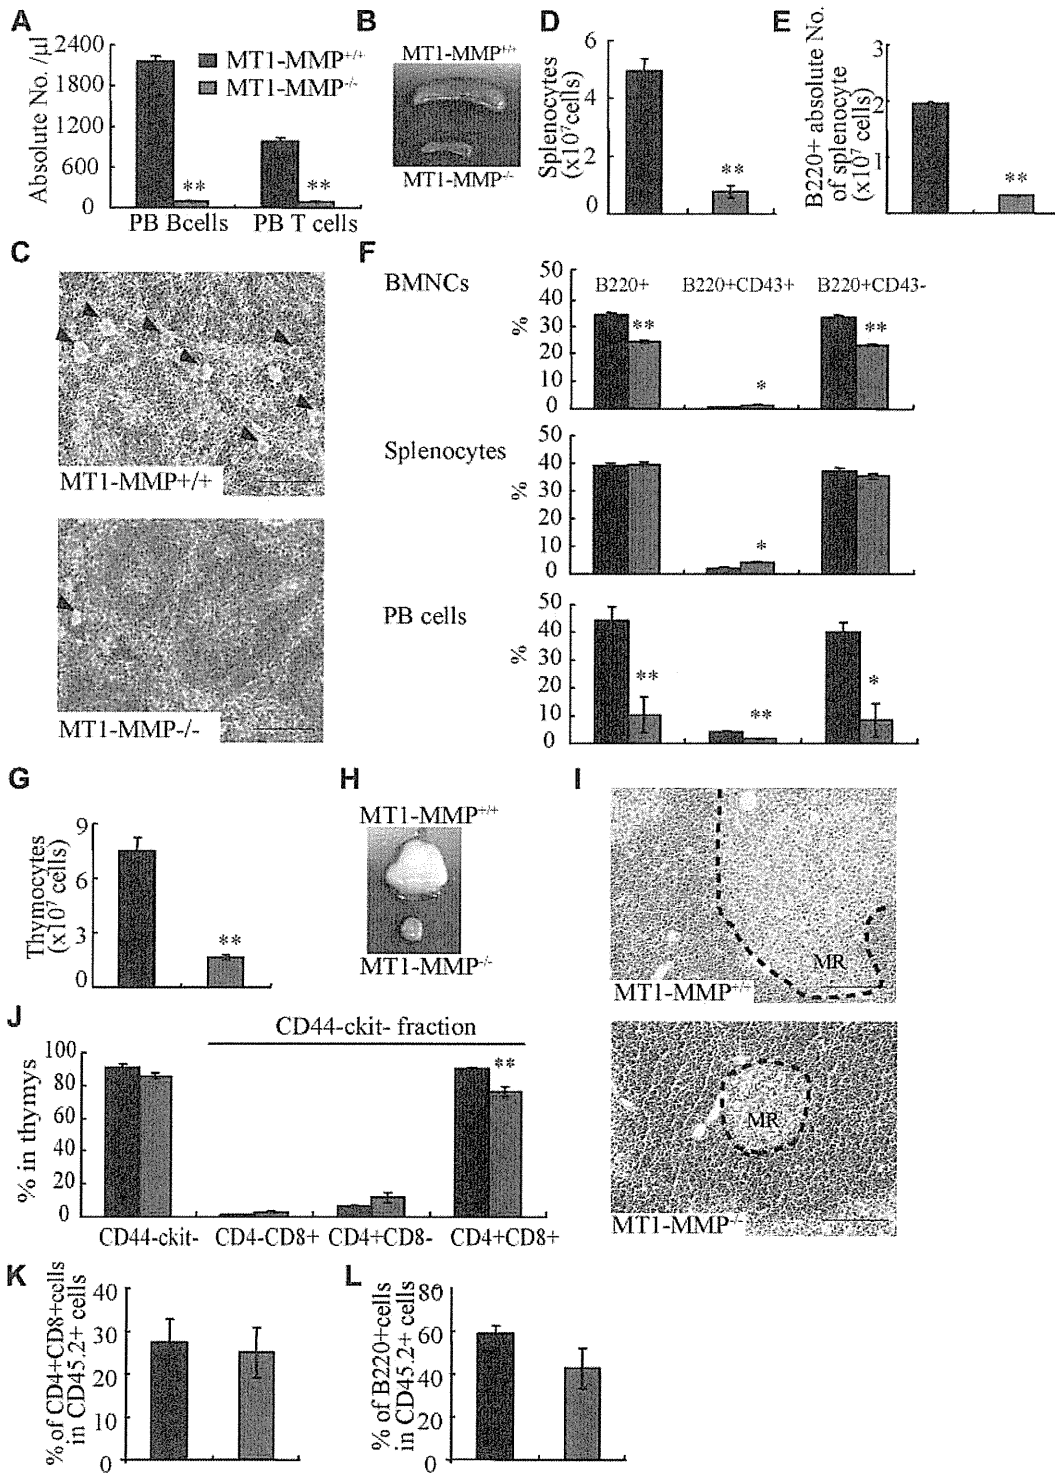 A
Absolute No. /µl
2400
1800
1200
600
0
MT1-MMP+/+
MT1-MMP-/-
**
**
PB Bcells
PB T cells
B
MT1-MMP+/+
MT1-MMP-/-
D
Splenocytes
(x10⁷cells)
6
4
2
0
**
E
B220+ absolute No.
of splenocyte
(x10⁷ cells)
3
2
1
**
C
MT1-MMP+/+
MT1-MMP-/-
F
BMNCs
%
50
40
30
20
10
0
B220+
B220+CD43+
B220+CD43-
**
*
**
Splenocytes
%
50
40
30
20
10
0
*
PB cells
%
40
30
20
10
0
**
**
*
G
Thymocytes
(x10⁷ cells)
9
6
3
0
**
H
MT1-MMP+/+
MT1-MMP-/-
I
MR
MT1-MMP+/+
MR
MT1-MMP-/-
J
CD44-ckit- fraction
% in thymys
100
80
60
40
20
0
**
CD44-ckit-
CD4-CD8+
CD4+CD8-
CD4+CD8+
K
% of CD4+CD8+cells
in CD45.2+ cells
40
30
20
10
0
L
% of B220+cells
in CD45.2+ cells
80
60
40
20
0